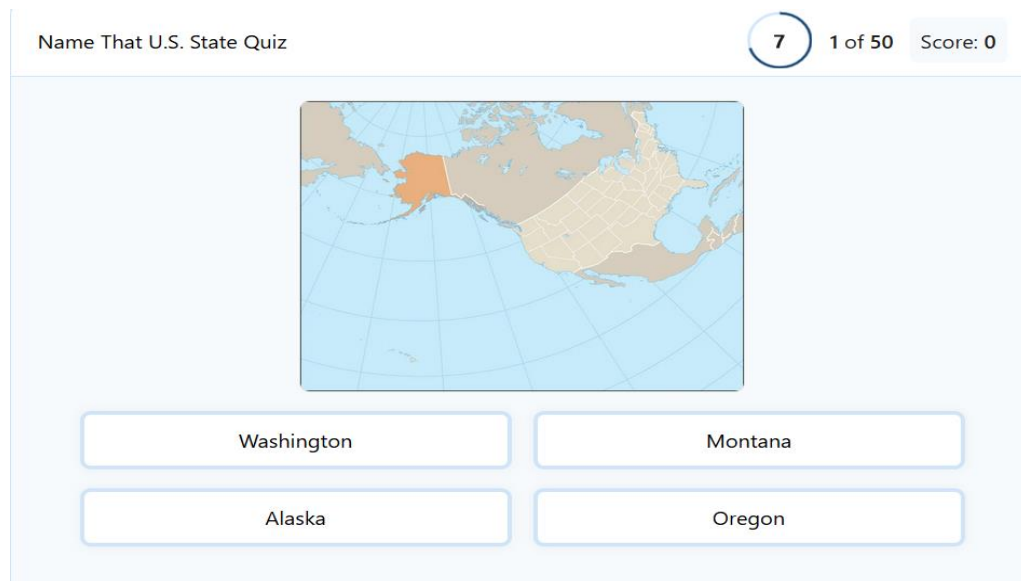 Name That U.S. State Quiz 7 1 of 50 Score: 0
Washington Montana
Alaska Oregon